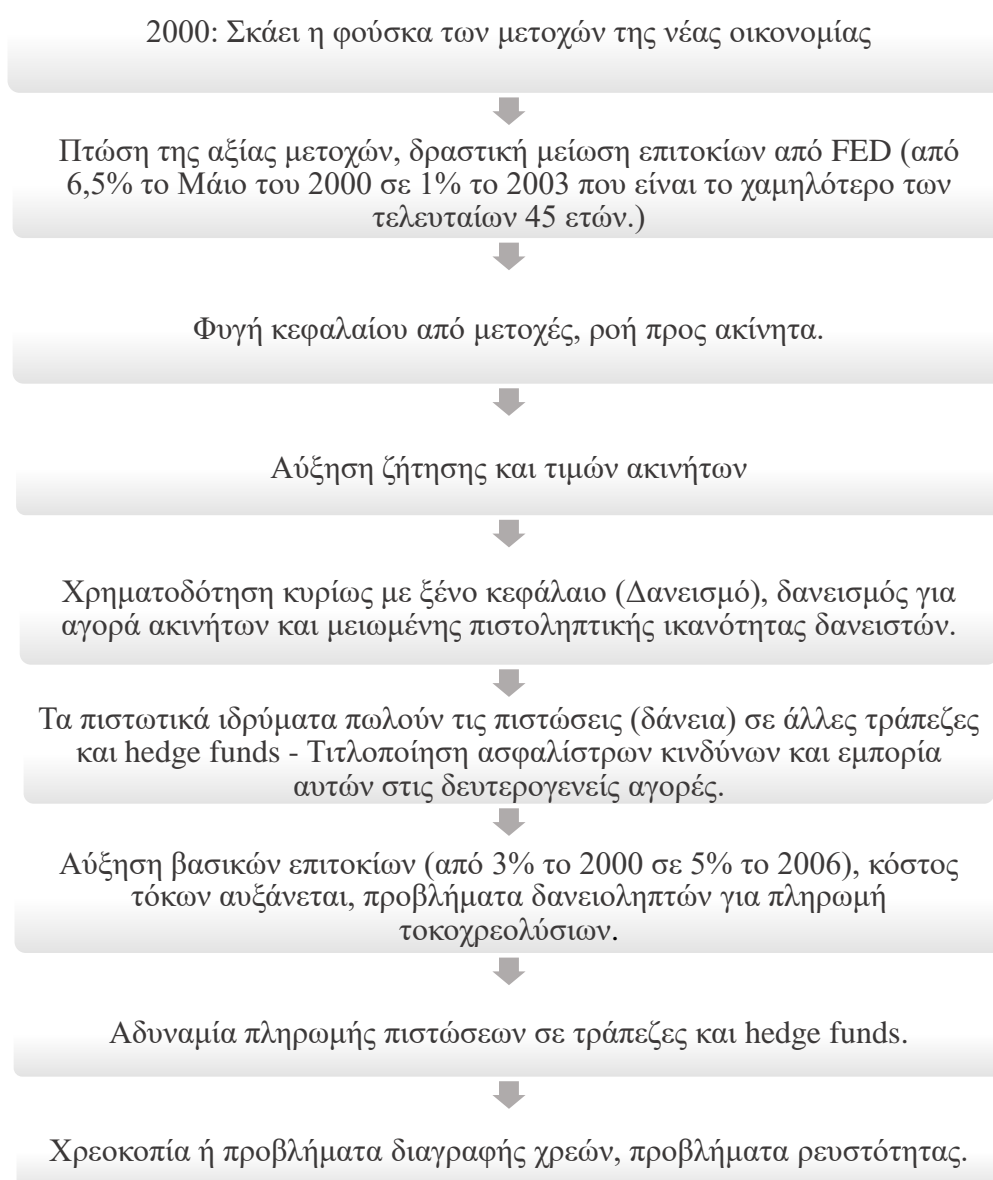 2000: Σκάει η φούσκα των μετοχών της νέας οικονομίας
Πτώση της αξίας μετοχών, δραστική μείωση επιτοκίων από FED (από
6,5% το Μάιο του 2000 σε 1% το 2003 που είναι το χαμηλότερο των
τελευταίων 45 ετών.)
Φυγή κεφαλαίου από μετοχές, ροή προς ακίνητα.
Αύξηση ζήτησης και τιμών ακινήτων
Χρηματοδότηση κυρίως με ξένο κεφάλαιο (Δανεισμό), δανεισμός για
αγορά ακινήτων και μειωμένης πιστοληπτικής ικανότητας δανειστών.
Τα πιστωτικά ιδρύματα πωλούν τις πιστώσεις (δάνεια) σε άλλες τράπεζες
και hedge funds - Τιτλοποίηση ασφαλίστρων κινδύνων και εμπορία
αυτών στις δευτερογενείς αγορές.
Αύξηση βασικών επιτοκίων (από 3% το 2000 σε 5% το 2006), κόστος
τόκων αυξάνεται, προβλήματα δανειοληπτών για πληρωμή
τοκοχρεολύσιων.
Αδυναμία πληρωμής πιστώσεων σε τράπεζες και hedge funds.
Χρεοκοπία ή προβλήματα διαγραφής χρεών, προβλήματα ρευστότητας.